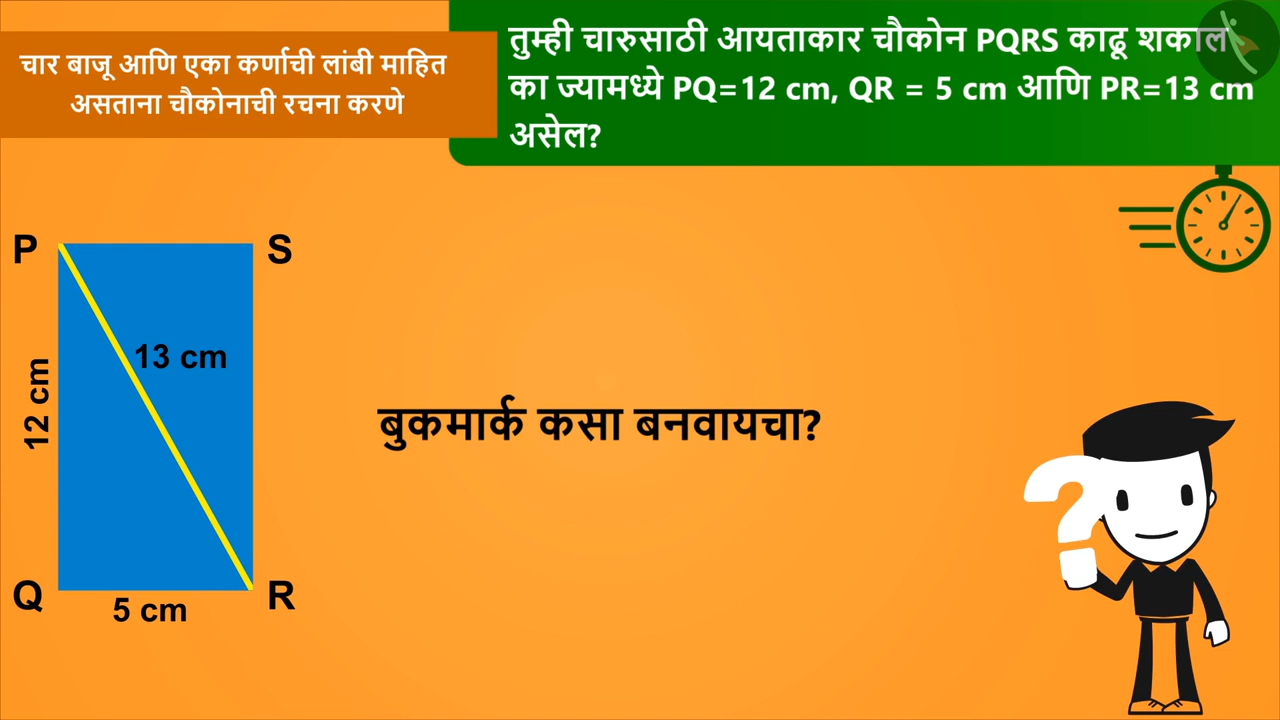 चार बाजू आणि एका कर्णाची लांबी माहित
असताना चौकोनाची रचना करणे
तुम्ही चारुसाठी आयताकार चौकोन PQRS काढू शकाल
का ज्यामध्ये PQ=12 cm, QR = 5 cm आणि PR=13 cm
असेल?
P
S
13 cm
12 cm
बुकमार्क कसा बनवायचा?
Q
R
5 cm